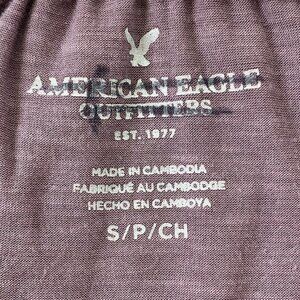 AMERICAN EAGLE
OUTFITTERS
EST. 1977
MADE IN CAMBODIA
FABRIQUÉ AU CAMBODGE
HECHO EN CAMBOYA
S/P/CH